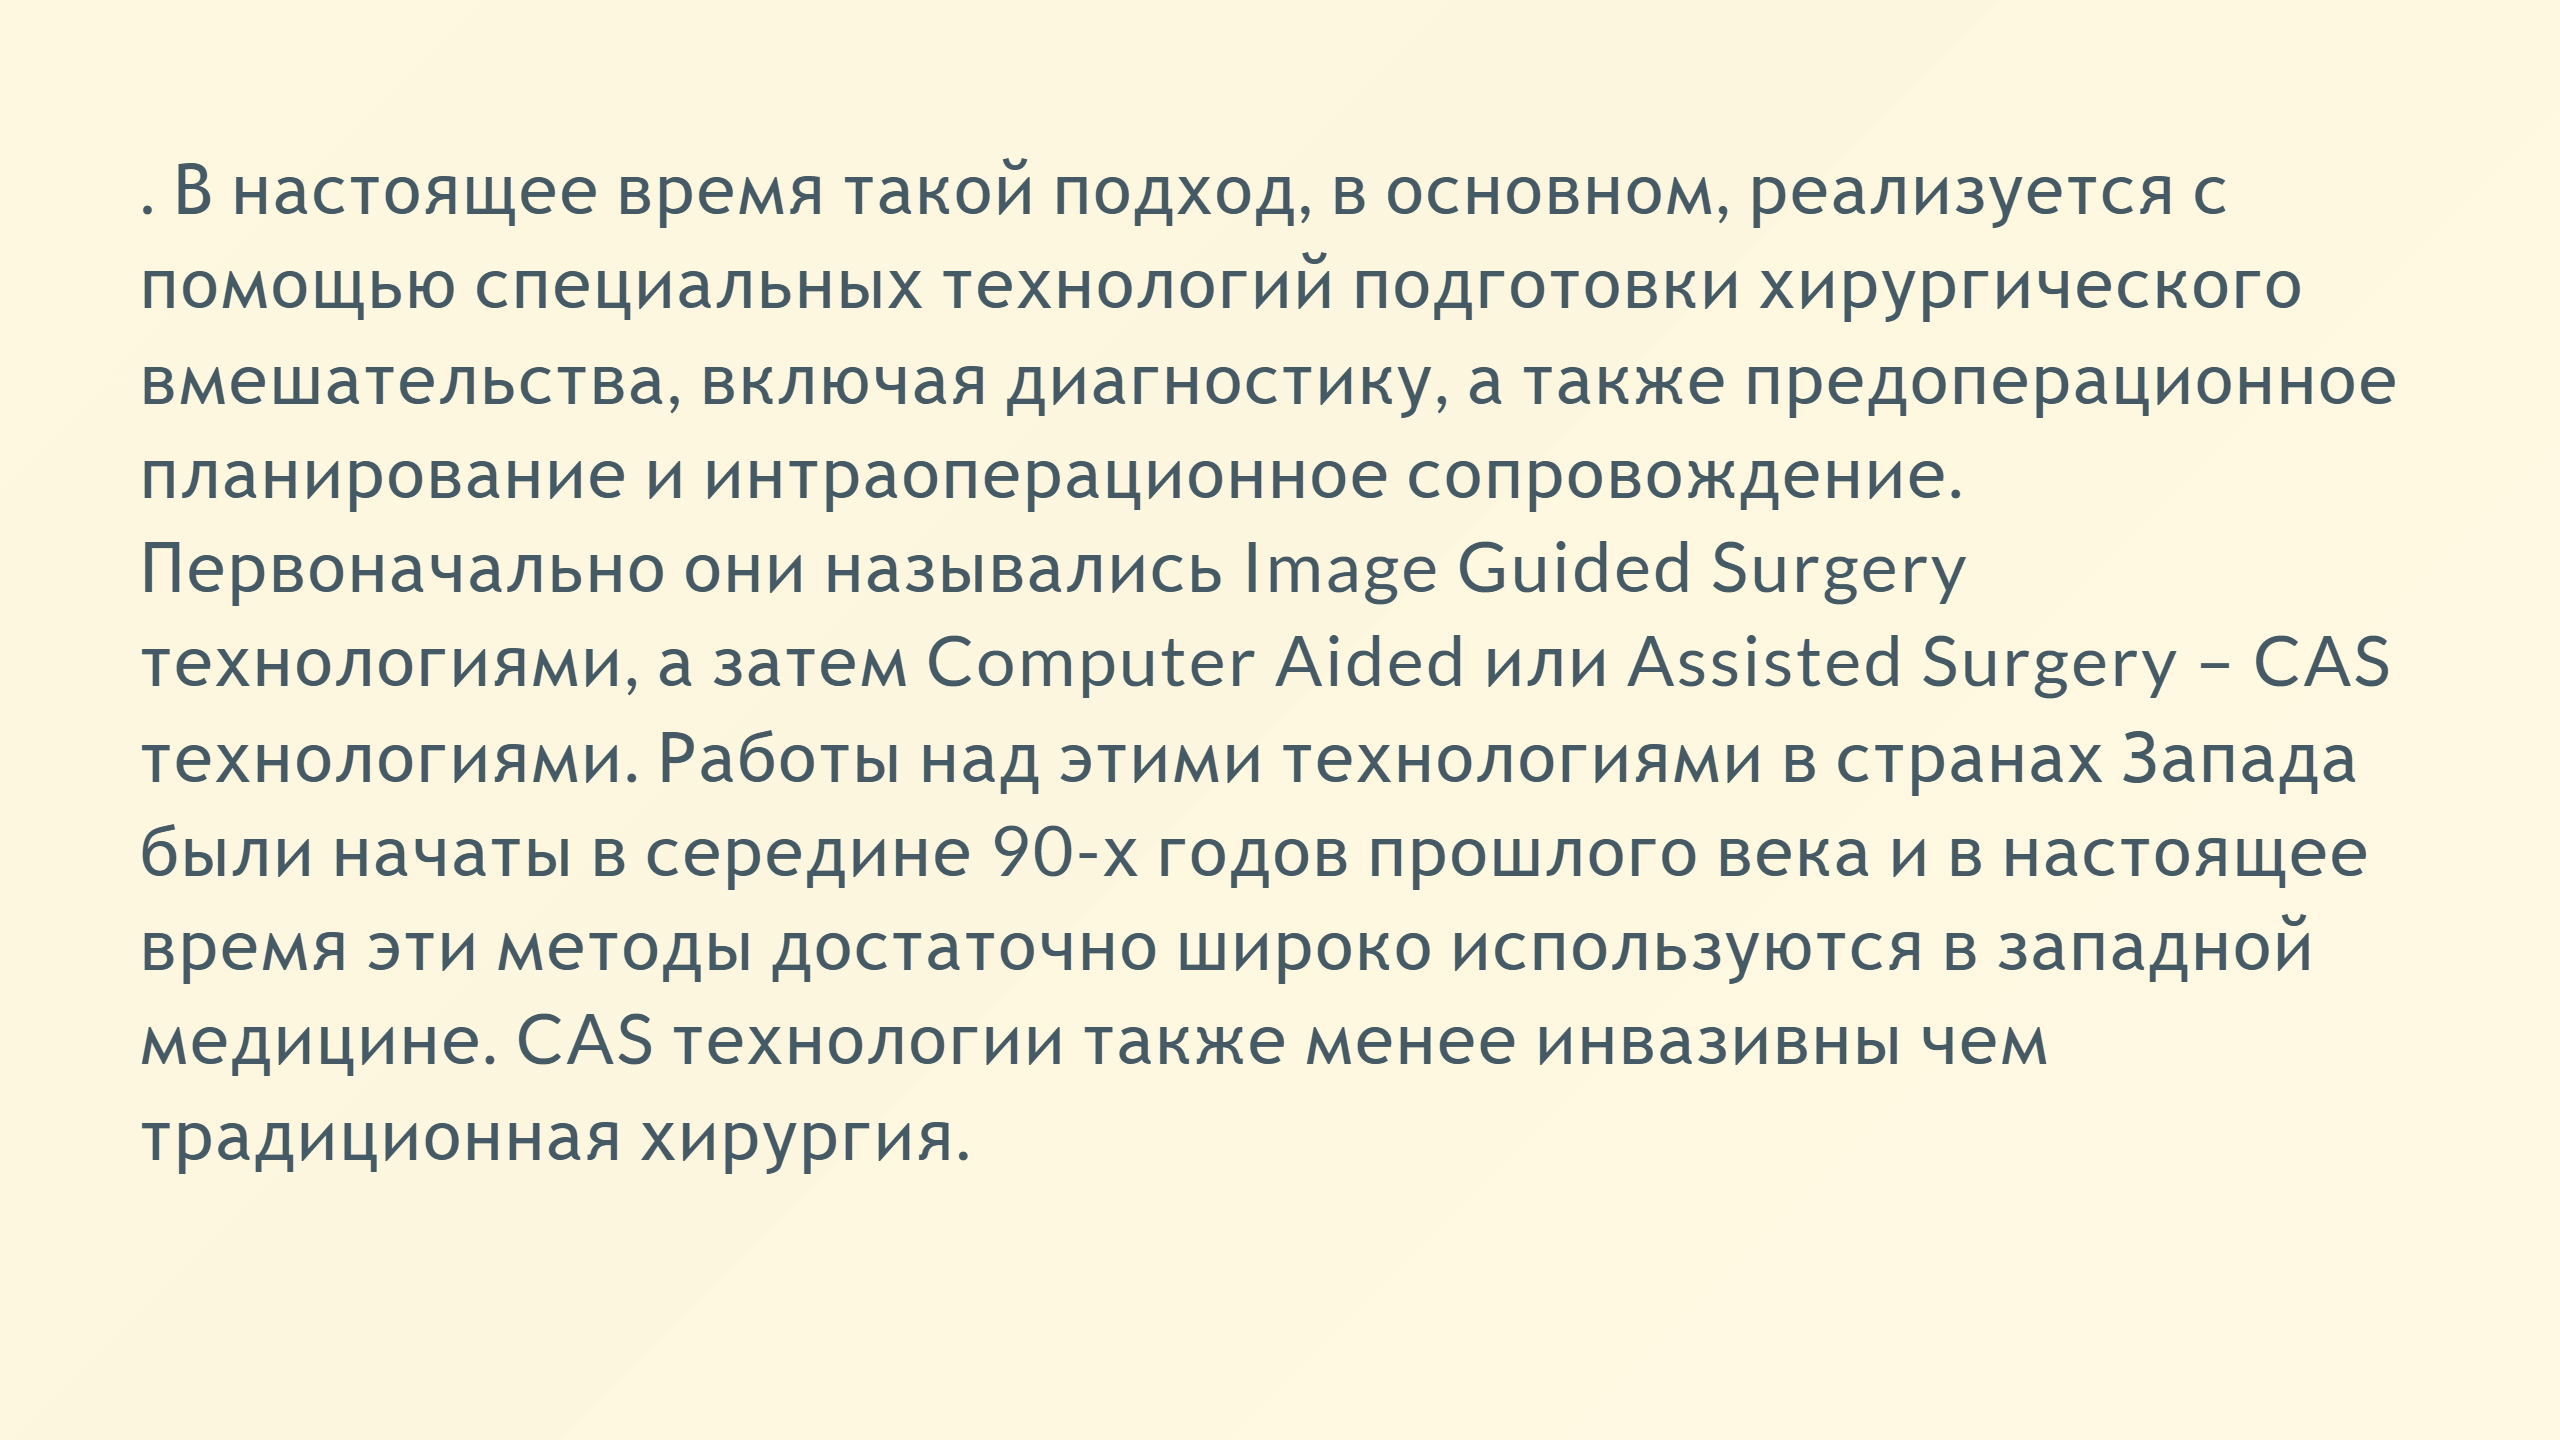 . В настоящее время такой подход, в основном, реализуется с
помощью специальных технологий подготовки хирургического
вмешательства, включая диагностику, а также предоперационное
планирование и интраоперационное сопровождение.
Первоначально они назывались Image Guided Surgery
технологиями, а затем Computer Aided или Assisted Surgery – CAS
технологиями. Работы над этими технологиями в странах Запада
были начаты в середине 90-х годов прошлого века и в настоящее
время эти методы достаточно широко используются в западной
медицине. CAS технологии также менее инвазивны чем
традиционная хирургия.